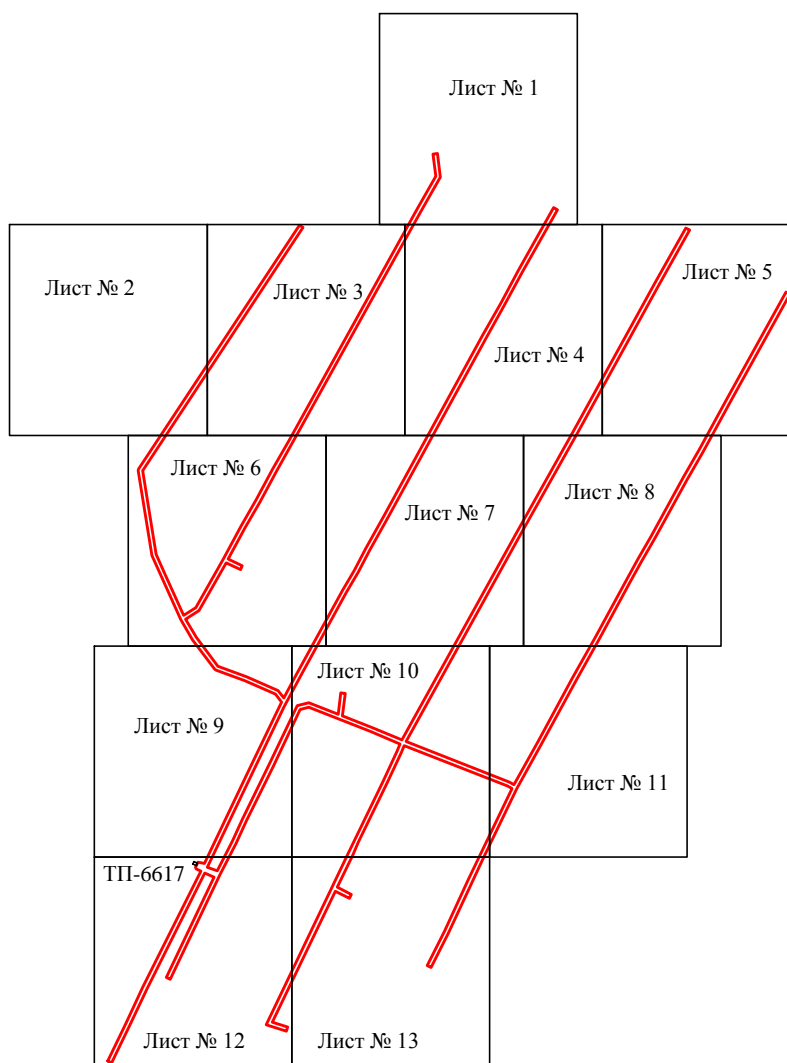 Лист № 1
Лист № 2
Лист № 3
Лист № 4
Лист № 5
Лист № 6
Лист № 7
Лист № 8
Лист № 9
Лист № 10
Лист № 11
ТП-6617
Лист № 12
Лист № 13